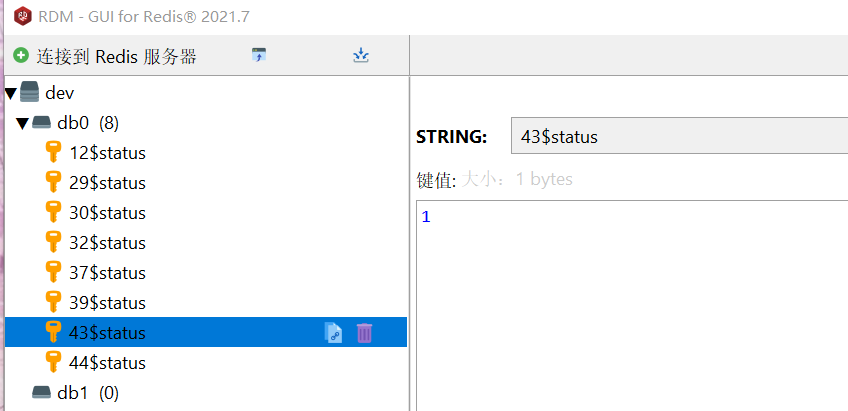 RDM - GUI for Redis® 2021.7
连接到 Redis 服务器
dev
db0 (8)
12$status
29$status
30$status
32$status
37$status
39$status
43$status
44$status
db1 (0)
STRING: 43$status
键值: 大小: 1 bytes
1